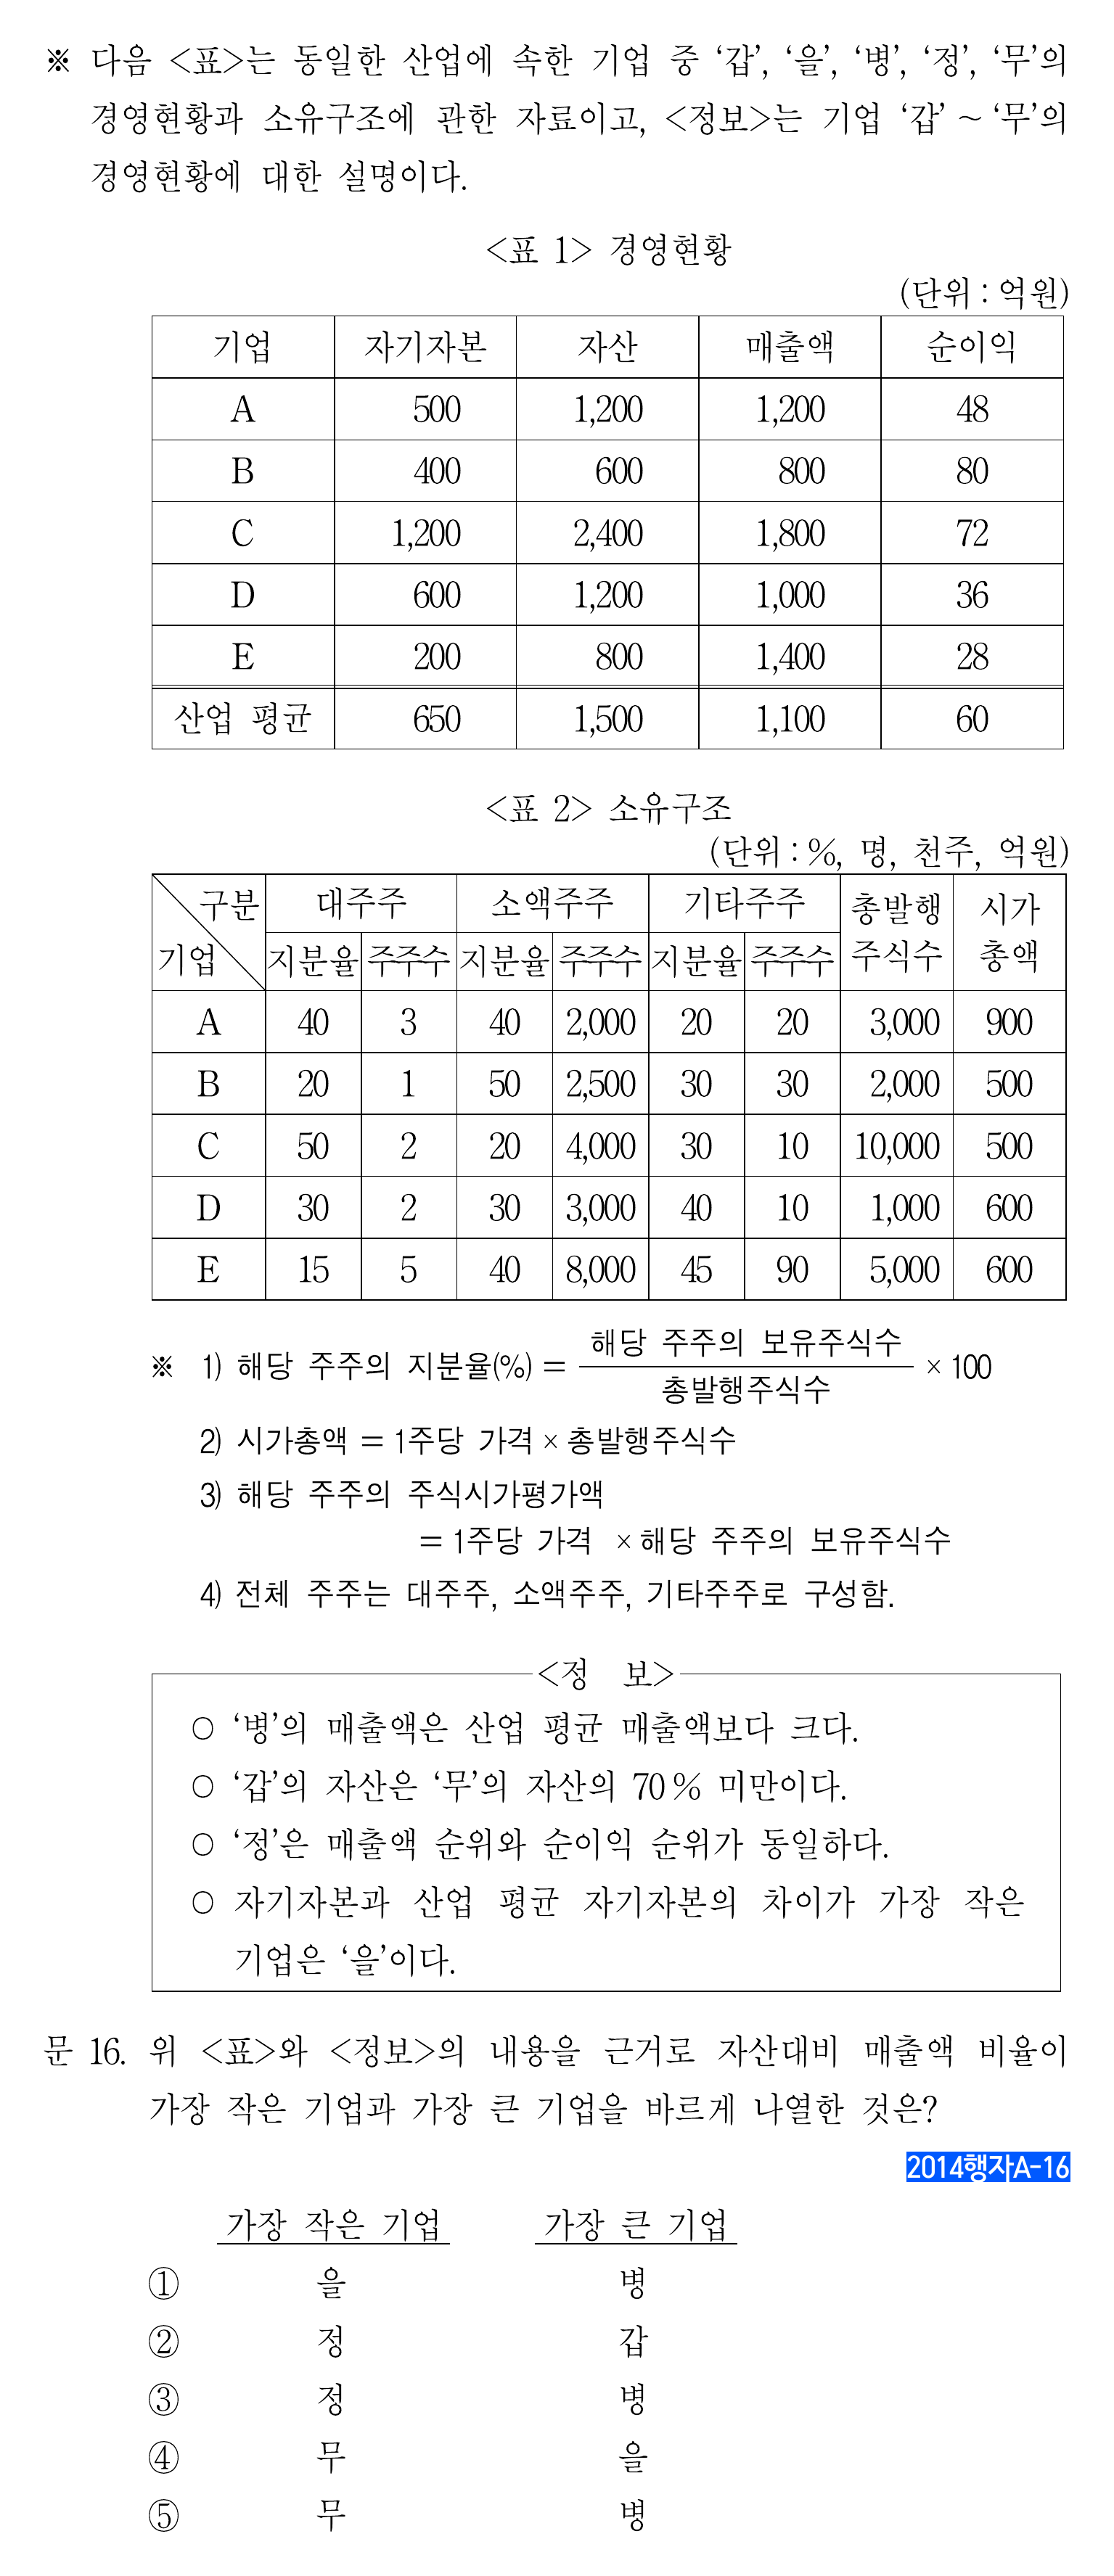 ※ 다음 <표>는 동일한 산업에 속한 기업 중 ‘갑’, ‘을’, ‘병’, ‘정’, ‘무’의
경영현황과 소유구조에 관한 자료이고, <정보>는 기업 ‘갑’ ~ ‘무’의
경영현황에 대한 설명이다.
<표 1> 경영현황
(단위 : 억원)
기업 자기자본 자산 매출액 순이익
A 500 1,200 1,200 48
B 400 600 800 80
C 1,200 2,400 1,800 72
D 600 1,200 1,000 36
E 200 800 1,400 28
산업 평균 650 1,500 1,100 60
<표 2> 소유구조
(단위 : %, 명, 천주, 억원)
구분 대주주 소액주주 기타주주 총발행 시가
기업 지분율 주주수 지분율 주주수 지분율 주주수 주식수 총액
A 40 3 40 2,000 20 20 3,000 900
B 20 1 50 2,500 30 30 2,000 500
C 50 2 20 4,000 30 10 10,000 500
D 30 2 30 3,000 40 10 1,000 600
E 15 5 40 8,000 45 90 5,000 600
※ 1) 해당 주주의 지분율(%) = 해당 주주의 보유주식수 / 총발행주식수 × 100
2) 시가총액 = 1주당 가격 × 총발행주식수
3) 해당 주주의 주식시가평가액
= 1주당 가격 × 해당 주주의 보유주식수
4) 전체 주주는 대주주, 소액주주, 기타주주로 구성함.
<정 보>
○ ‘병’의 매출액은 산업 평균 매출액보다 크다.
○ ‘갑’의 자산은 ‘무’의 자산의 70 % 미만이다.
○ ‘정’은 매출액 순위와 순이익 순위가 동일하다.
○ 자기자본과 산업 평균 자기자본의 차이가 가장 작은
기업은 ‘을’이다.
문 16. 위 <표>와 <정보>의 내용을 근거로 자산대비 매출액 비율이
가장 작은 기업과 가장 큰 기업을 바르게 나열한 것은?
2014행자A-16
가장 작은 기업 가장 큰 기업
① 을 병
② 정 갑
③ 정 병
④ 무 을
⑤ 무 병